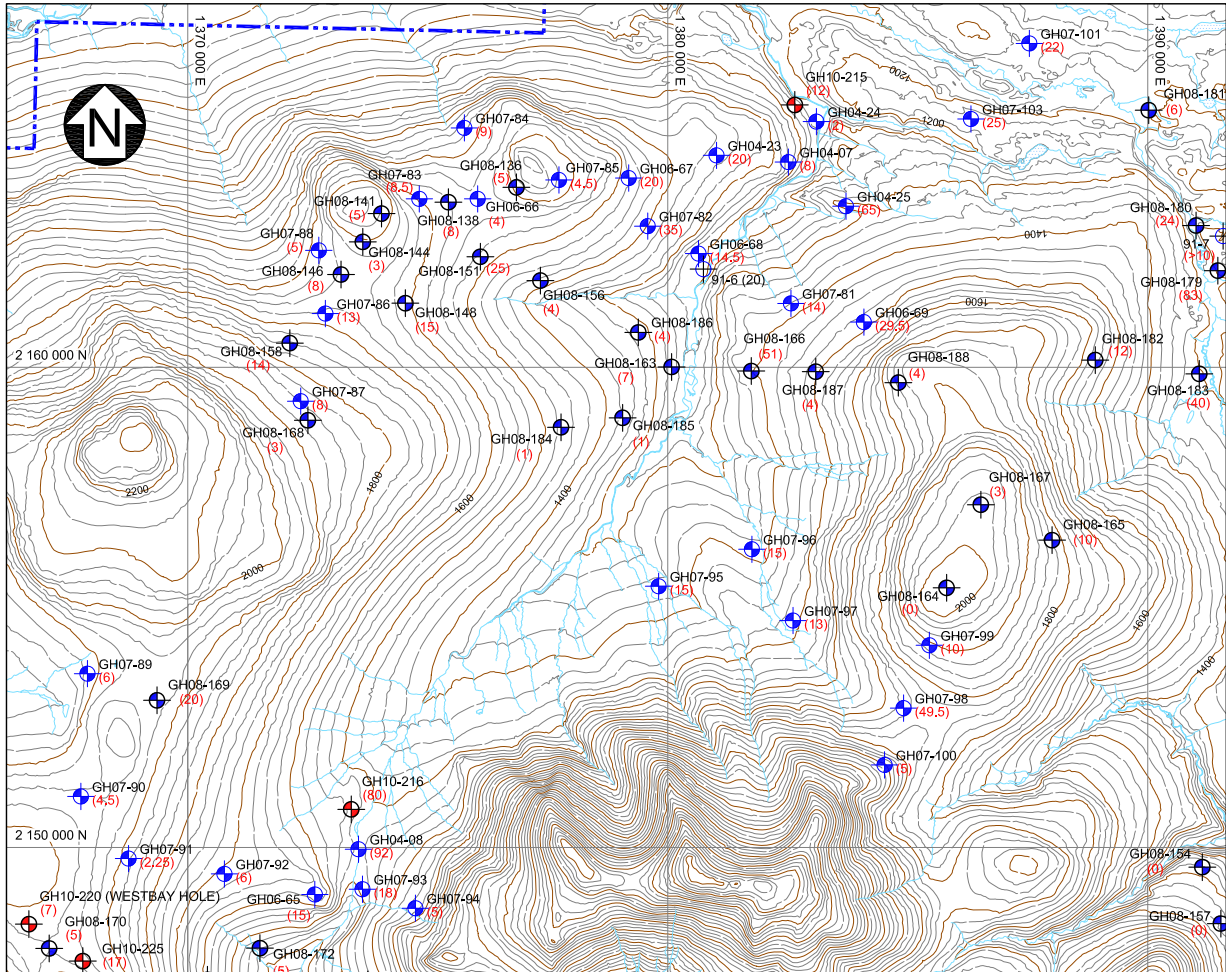 1 370 000 E
1 380 000 E
1 390 000 E
N
GH07-101
(22)
GH10-215
(12)
GH04-24
(2)
GH07-103
(25)
GH08-181
(6)
1200
1200
GH07-84
(9)
GH04-23
(20)
GH04-07
(8)
GH08-136
(5)
GH07-85
(4.5)
GH06-67
(20)
GH07-83
(8.5)
GH06-66
(4)
GH08-141
(5)
GH08-138
(8)
GH04-25
(65)
GH07-82
(35)
GH08-180
(24)
1400
91-7
(>10)
GH07-88
(5)
GH08-144
(3)
GH06-68
(14.5)
91-6 (20)
GH08-146
(8)
GH08-151
(25)
GH08-156
(4)
GH08-179
(83)
GH07-86
(13)
GH08-148
(15)
GH07-81
(14)
1600
GH06-69
(29.5)
GH08-186
(4)
GH08-158
(14)
GH08-166
(51)
GH08-182
(12)
2 160 000 N
GH08-163
(7)
GH08-187
(4)
GH08-188
(4)
GH08-183
(40)
GH07-87
(8)
GH08-168
(3)
GH08-184
(1)
GH08-185
(1)
2200
1800
1600
1400
GH08-167
(3)
GH08-165
(10)
2000
GH07-96
(15)
GH07-95
(15)
GH08-164
(0)
2000
1800
1600
GH07-97
(13)
GH07-99
(10)
GH07-89
(6)
1400
GH08-169
(20)
GH07-98
(49.5)
GH07-100
(5)
GH10-216
(80)
GH07-90
(4.5)
2 150 000 N
GH04-08
(92)
GH07-91
(2.25)
GH07-92
(6)
GH08-154
(0)
GH07-93
(18)
GH06-65
(15)
GH07-94
(5)
GH10-220 (WESTBAY HOLE)
(7)
GH08-170
(5)
GH08-157
(0)
GH10-225
(17)
GH08-172
(5)